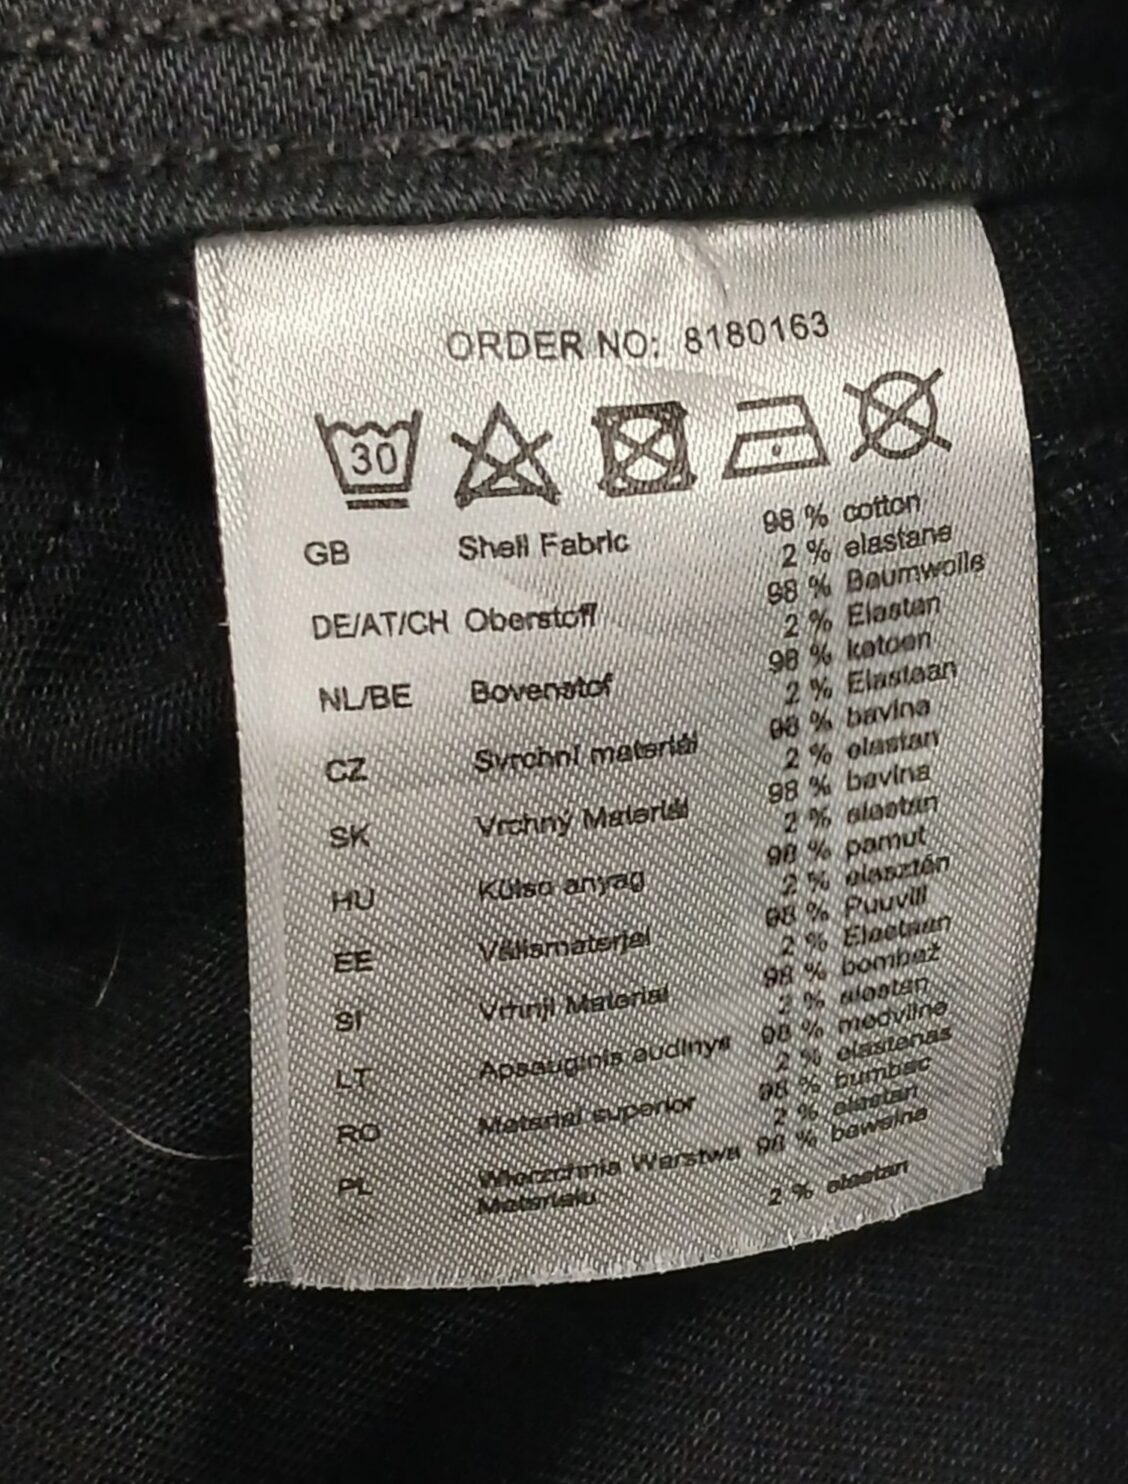 ORDER NO: 8180163
30
GB Shell Fabric 98 % cotton
2 % elastane
DE/AT/CH Oberstoff 98 % Baumwolle
2 % Elastan
NL/BE Bovenstof 98 % katoen
2 % Elastaan
CZ Svrchní materiál 98 % bavlna
2 % elastan
SK Vrchný Materiál 98 % bavlna
2 % elastan
HU Külso anyag 98 % pamut
2 % elasztán
EE Välismaterjal 98 % Puuvill
2 % Elastaan
SI Vrhnji Material 98 % bombaž
2 % elastan
LT Apsauginis audinys 98 % medvilne
2 % elastanas
RO Material superior 98 % bumbac
2 % elastan
PL Wierzchnia Warstwa 98 % bawelna
Materialu 2 % elastan